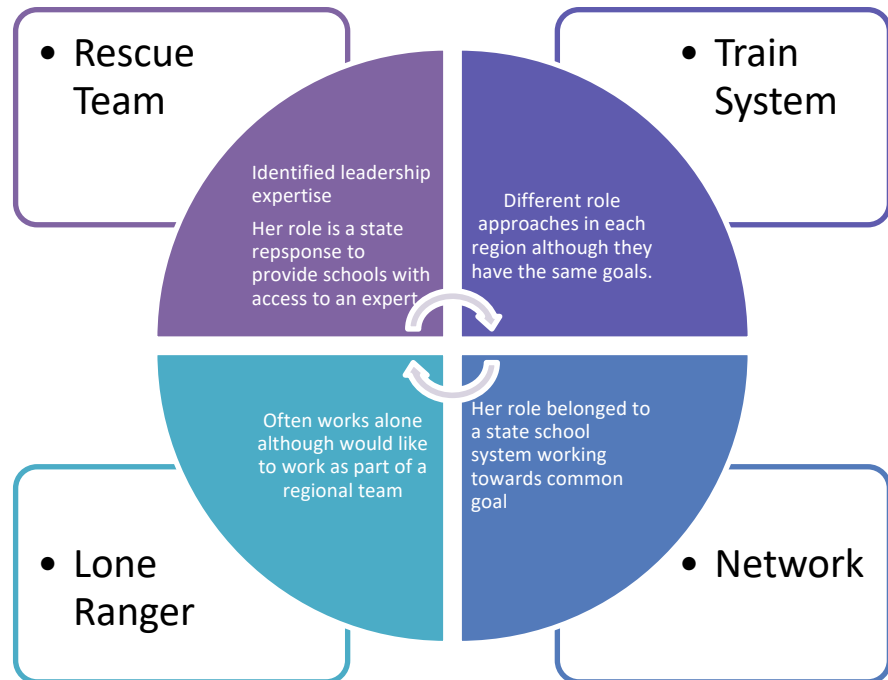 • Rescue
Team
Identified leadership
expertise
Her role is a state
repsponse to
provide schools with
access to an expert
• Train
System
Different role
approaches in each
region although they
have the same goals.
• Lone
Ranger
Often works alone
although would like
to work as part of a
regional team
• Network
Her role belonged to
a state school
system working
towards common
goal